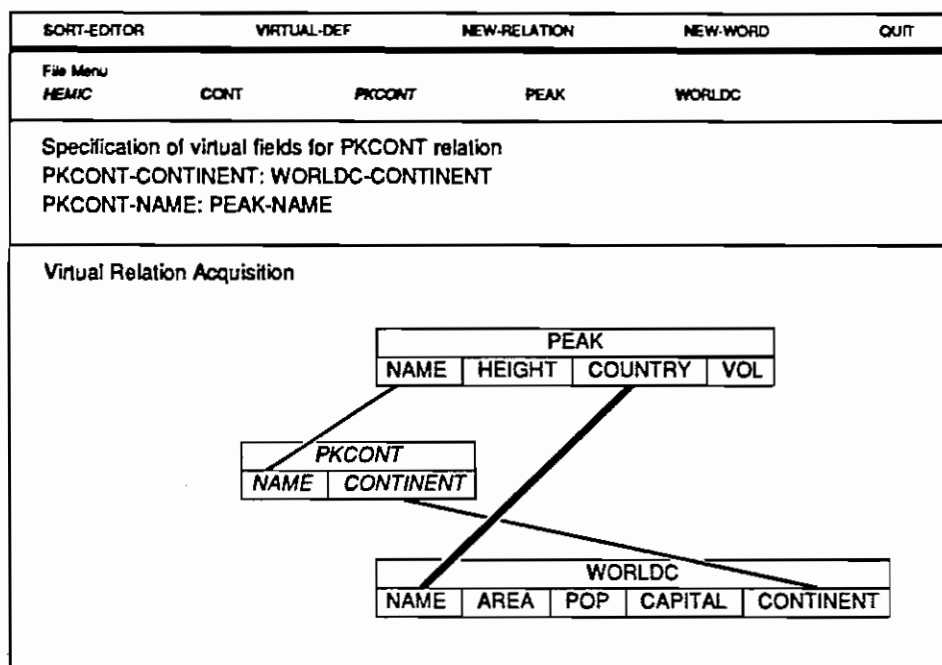 SORT-EDITOR VIRTUAL-DEF NEW-RELATION NEW-WORD QUIT
File Menu
HEMIC CONT PKCONT PEAK WORLDC
Specification of virtual fields for PKCONT relation
PKCONT-CONTINENT: WORLDC-CONTINENT
PKCONT-NAME: PEAK-NAME
Virtual Relation Acquisition
PEAK
NAME HEIGHT COUNTRY VOL
PKCONT
NAME CONTINENT
WORLDC
NAME AREA POP CAPITAL CONTINENT